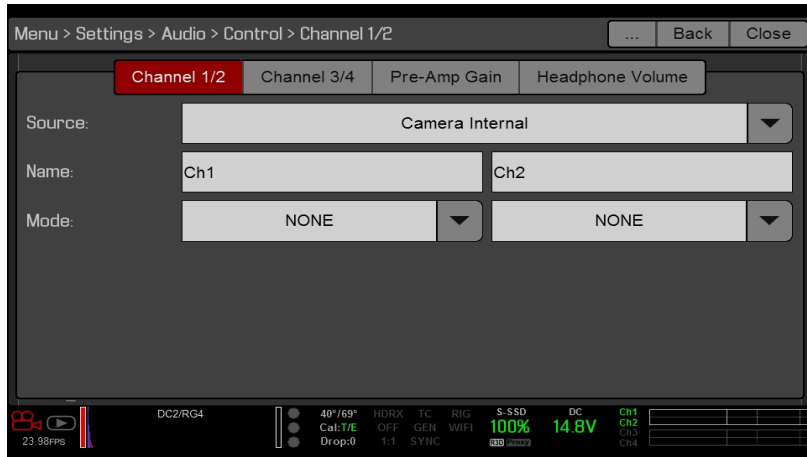 Menu > Settings > Audio > Control > Channel 1/2 ... Back Close
Channel 1/2 Channel 3/4 Pre-Amp Gain Headphone Volume
Source: Camera Internal
Name: Ch1 Ch2
Mode: NONE NONE
DC2/RG4 40°/69° HDRX TC RIG S-SSD DC Ch1
Cal:T/E OFF GEN WIFI 100% 14.8V Ch2
23.98FPS Drop:0 1:1 SYNC R3D Proxy Ch3
Ch4